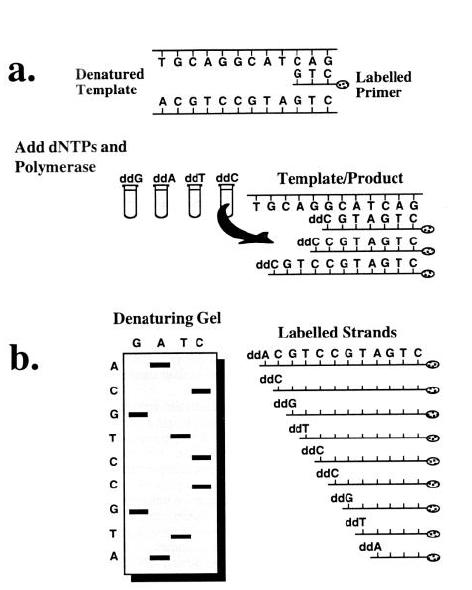 a.
Denatured
Template
T G C A G G C A T C A G
G T C
Labelled
Primer
A C G T C C G T A G T C
Add dNTPs and
Polymerase
ddG ddA ddT ddC
Template/Product
T G C A G G C A T C A G
ddC G T A G T C
ddC C G T A G T C
ddC G T C C G T A G T C
b.
Denaturing Gel
G A T C
A
C
G
T
C
C
G
T
A
Labelled Strands
ddA C G T C C G T A G T C
ddC
ddG
ddT
ddC
ddC
ddG
ddT
ddA